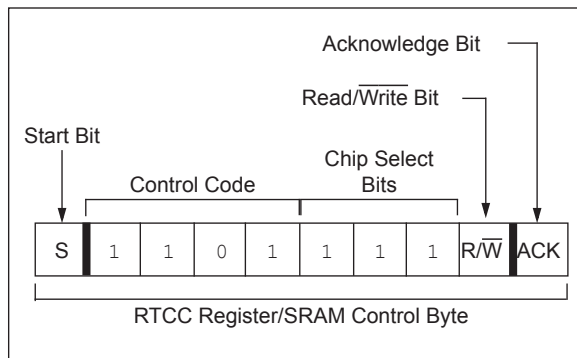 Acknowledge Bit
Read/Write Bit
Start Bit
Chip Select
Control Code Bits
S 1 1 0 1 1 1 1 R/W ACK
RTCC Register/SRAM Control Byte